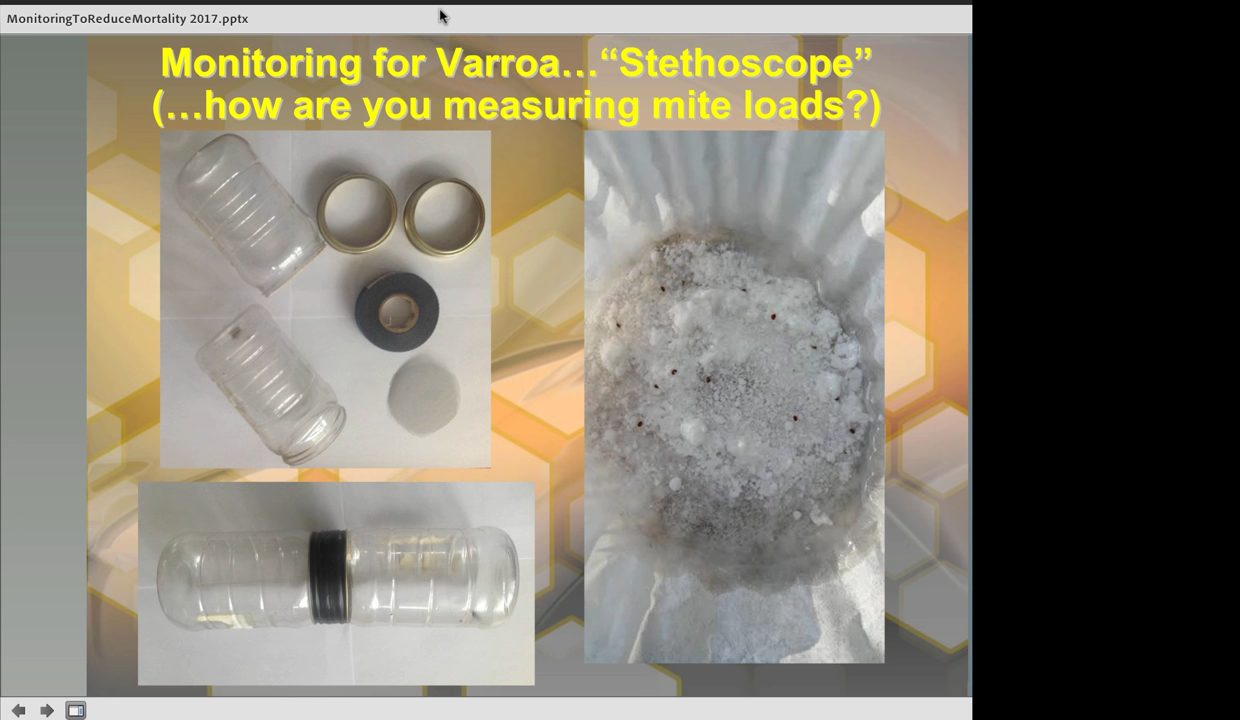 MonitoringToReduceMortality 2017.pptx
Monitoring for Varroa…“Stethoscope”
(…how are you measuring mite loads?)